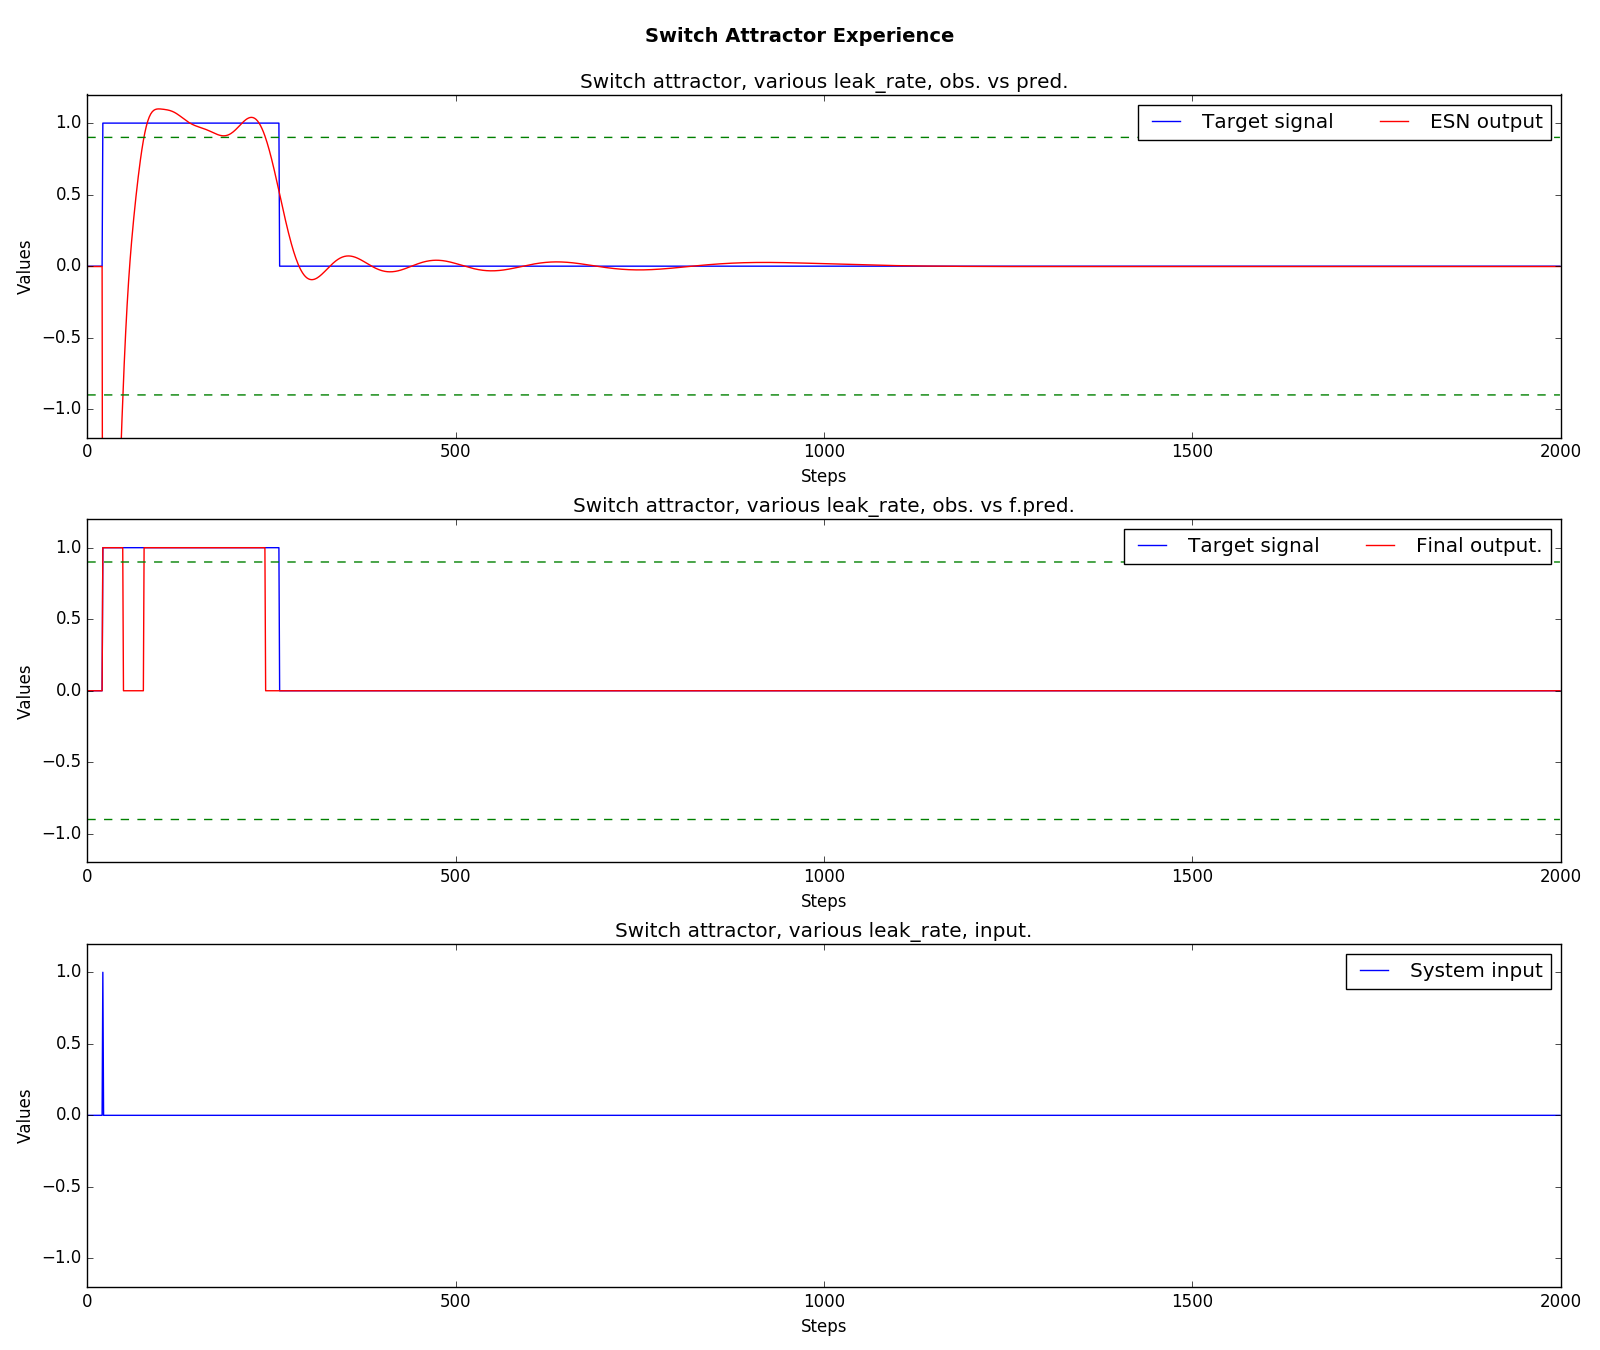 Switch Attractor Experience
Switch attractor, various leak_rate, obs. vs pred.
Target signal ESN output
1.0
0.5
0.0
−0.5
−1.0
Values
0 500 1000 1500 2000
Steps
Switch attractor, various leak_rate, obs. vs f.pred.
Target signal Final output.
1.0
0.5
0.0
−0.5
−1.0
Values
0 500 1000 1500 2000
Steps
Switch attractor, various leak_rate, input.
System input
1.0
0.5
0.0
−0.5
−1.0
Values
0 500 1000 1500 2000
Steps